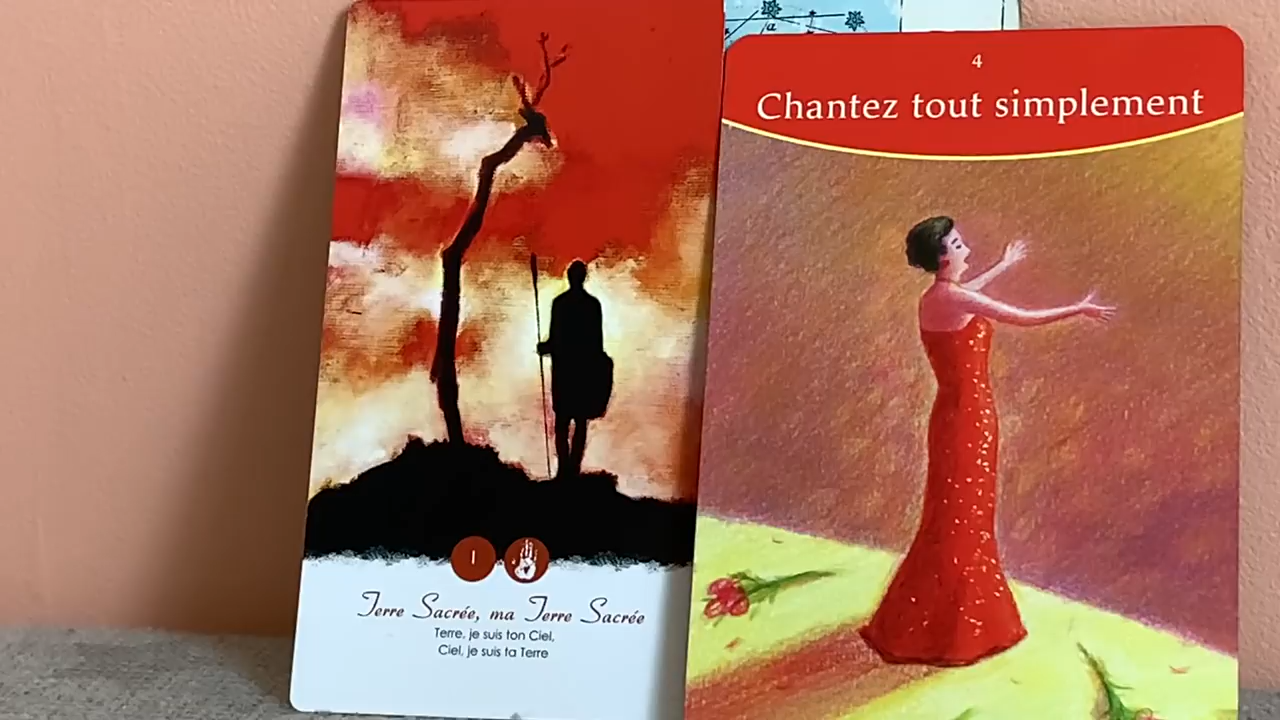 I
Terre Sacrée, ma Terre Sacrée
Terre, je suis ton Ciel,
Ciel, je suis ta Terre
4
Chantez tout simplement